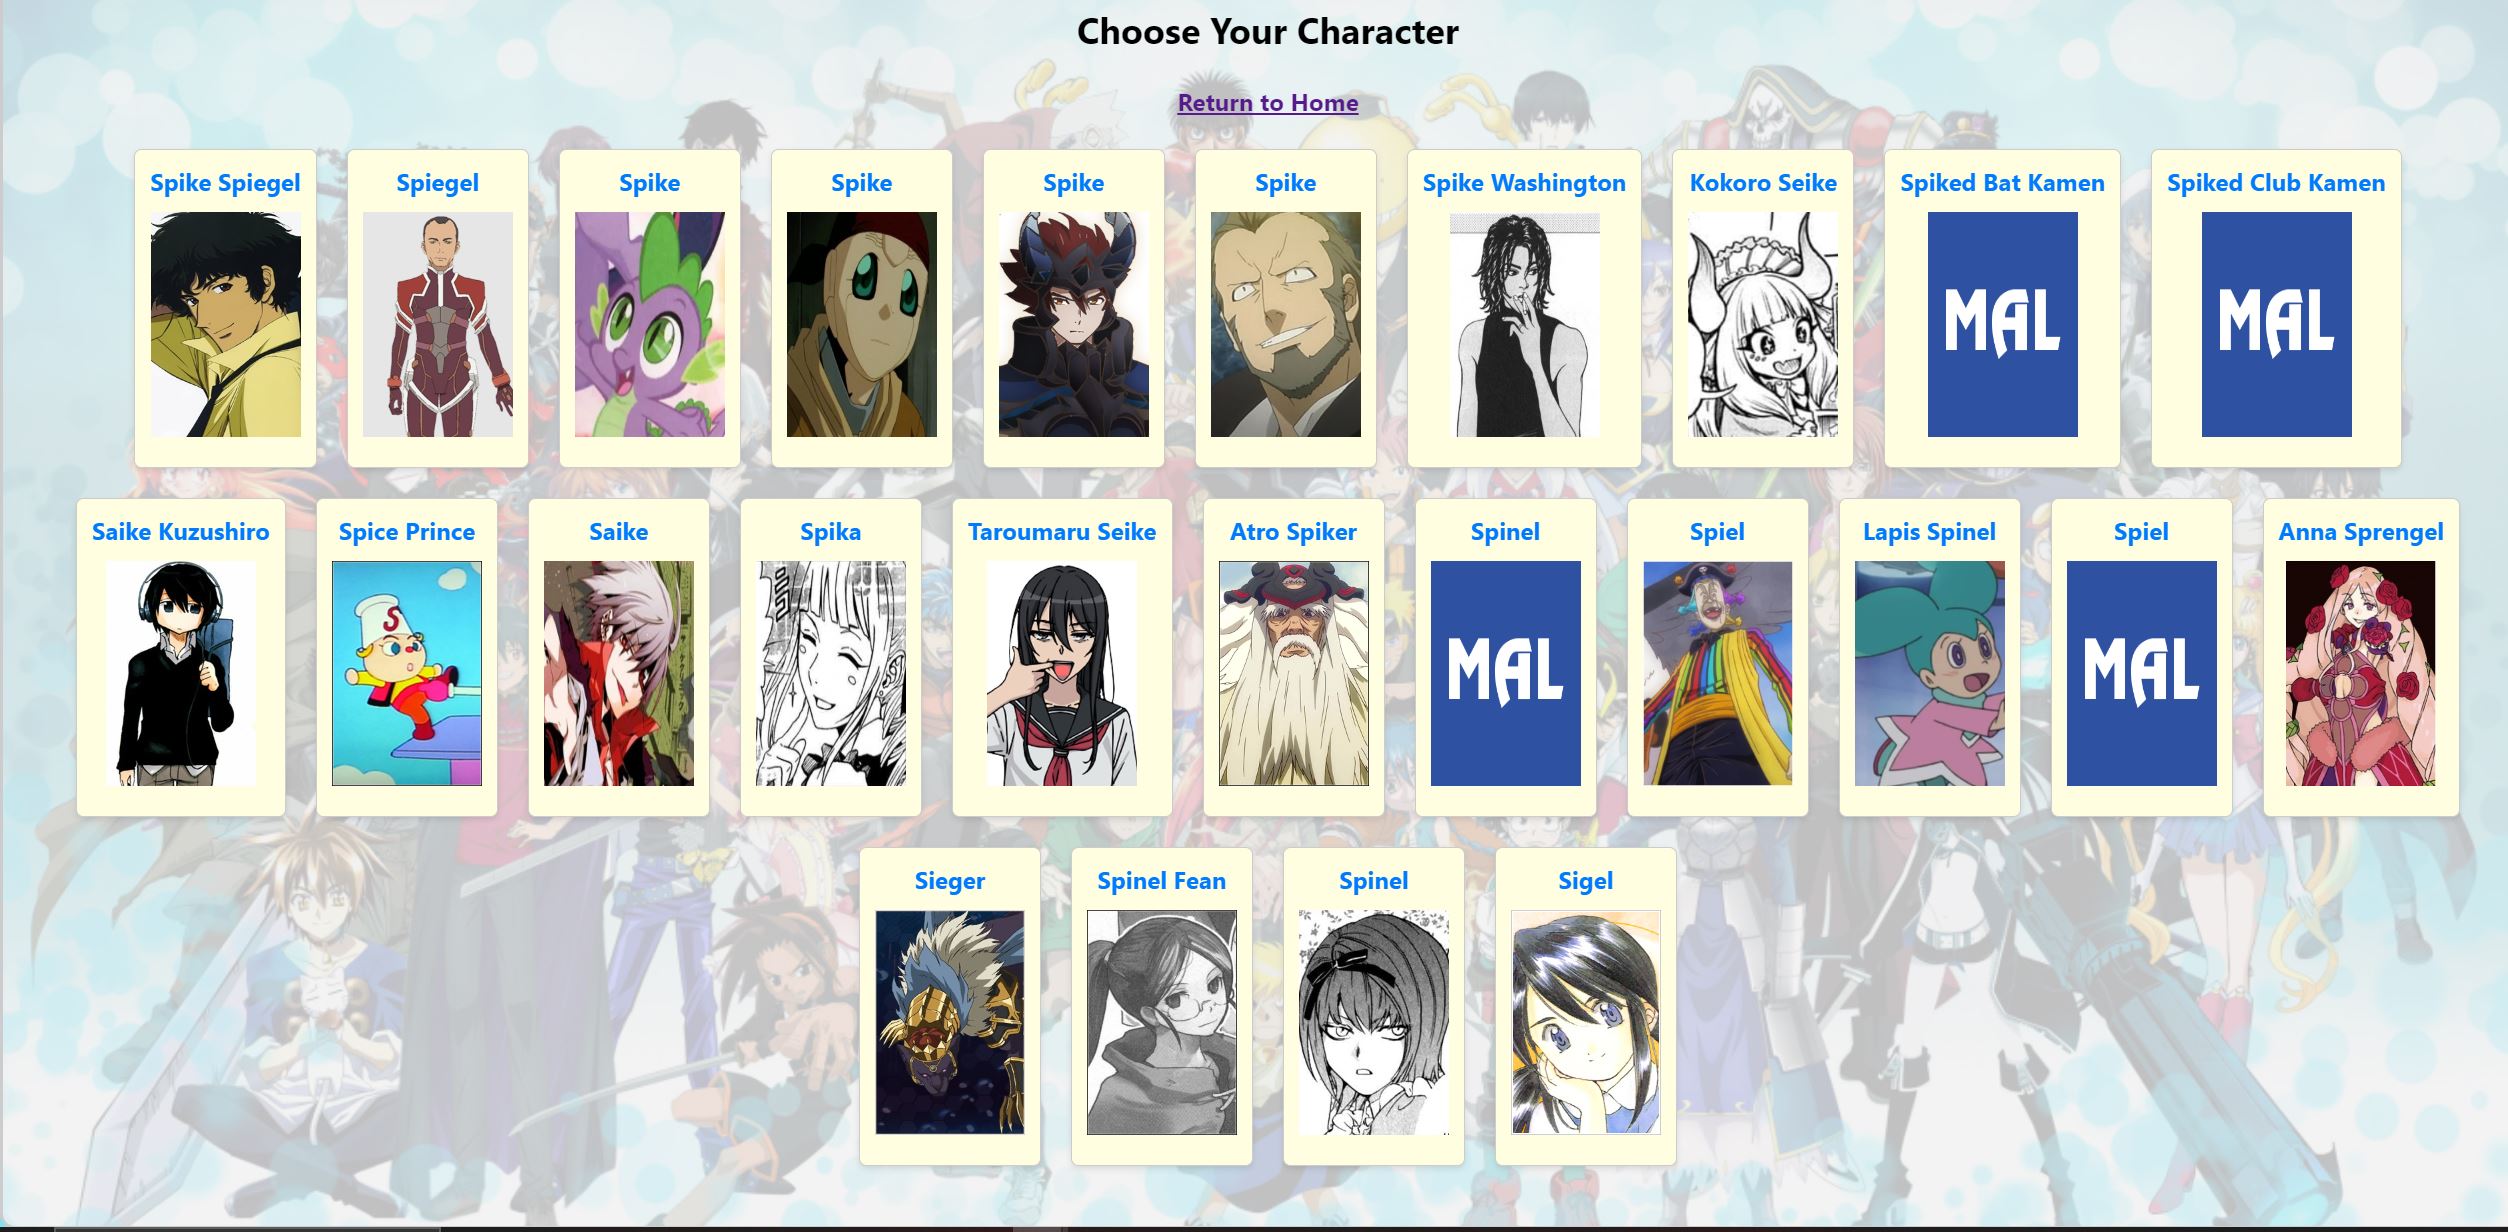 Choose Your Character
Return to Home
Spike Spiegel
Spiegel
Spike
Spike
Spike
Spike
Spike Washington
Kokoro Seike
Spiked Bat Kamen
Spiked Club Kamen
MAL
MAL
Saike Kuzushiro
Spice Prince
Saike
Spika
Taroumaru Seike
Atro Spiker
Spinel
Spiel
Lapis Spinel
Spiel
Anna Sprengel
S
MAL
MAL
Sieger
Spinel Fean
Spinel
Sigel